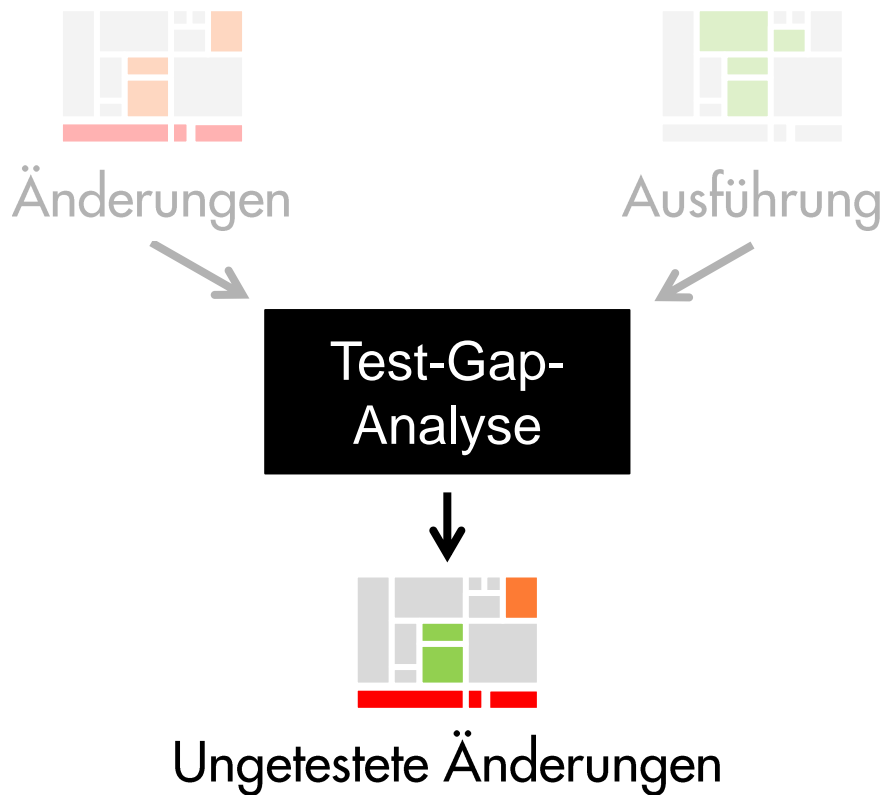 Änderungen
Ausführung
Test-Gap-
Analyse
Ungetestete Änderungen